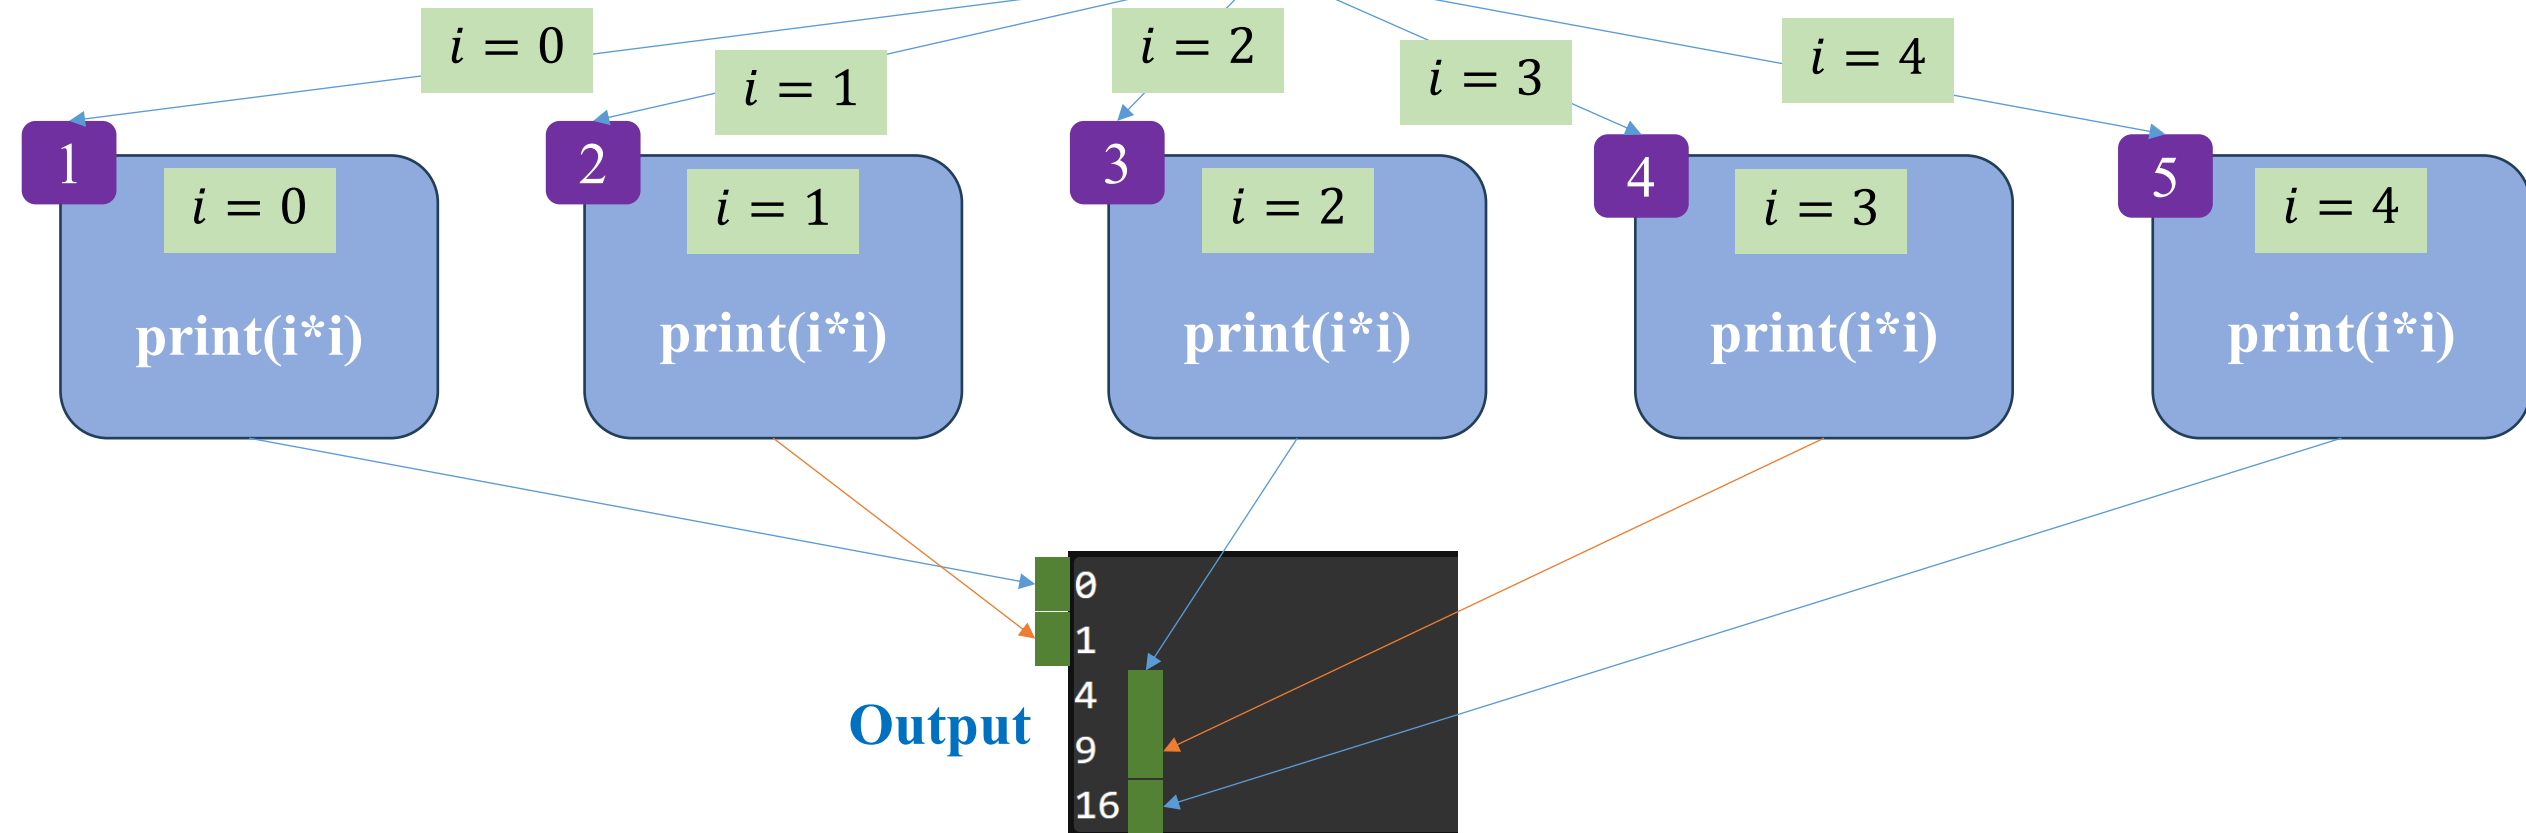 i = 0
i = 1
i = 2
i = 3
i = 4
1
2
3
4
5
i = 0
i = 1
i = 2
i = 3
i = 4
print(i*i)
print(i*i)
print(i*i)
print(i*i)
print(i*i)
Output
0
1
4
9
16